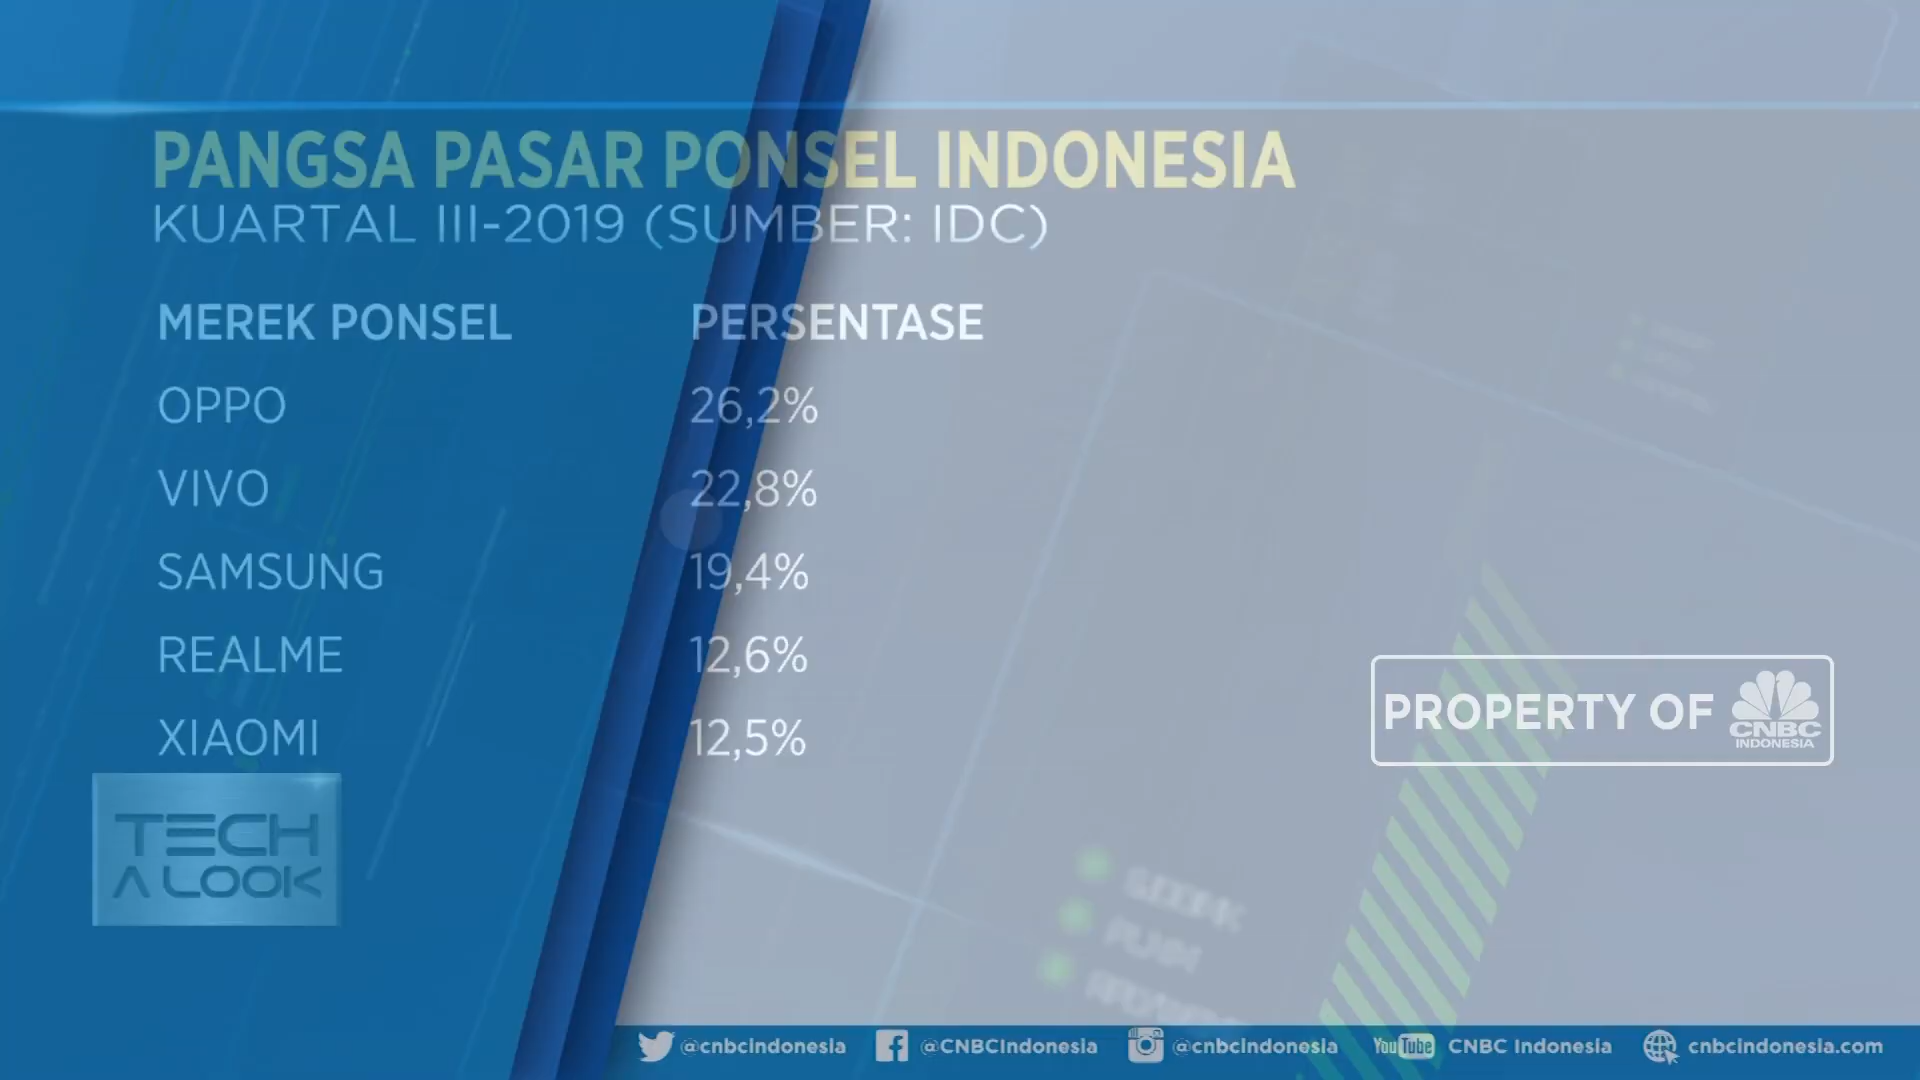 PANGSA PASAR PONSEL INDONESIA
KUARTAL III-2019 (SUMBER: IDC)
MEREK PONSEL PERSENTASE
OPPO 26,2%
VIVO 22,8%
SAMSUNG 19,4%
REALME 12,6%
XIAOMI 12,5%
PROPERTY OF CNBC INDONESIA
TECH
A LOOK
@cnbcindonesia @CNBCIndonesia @cnbcindonesia YouTube CNBC Indonesia cnbcindonesia.com